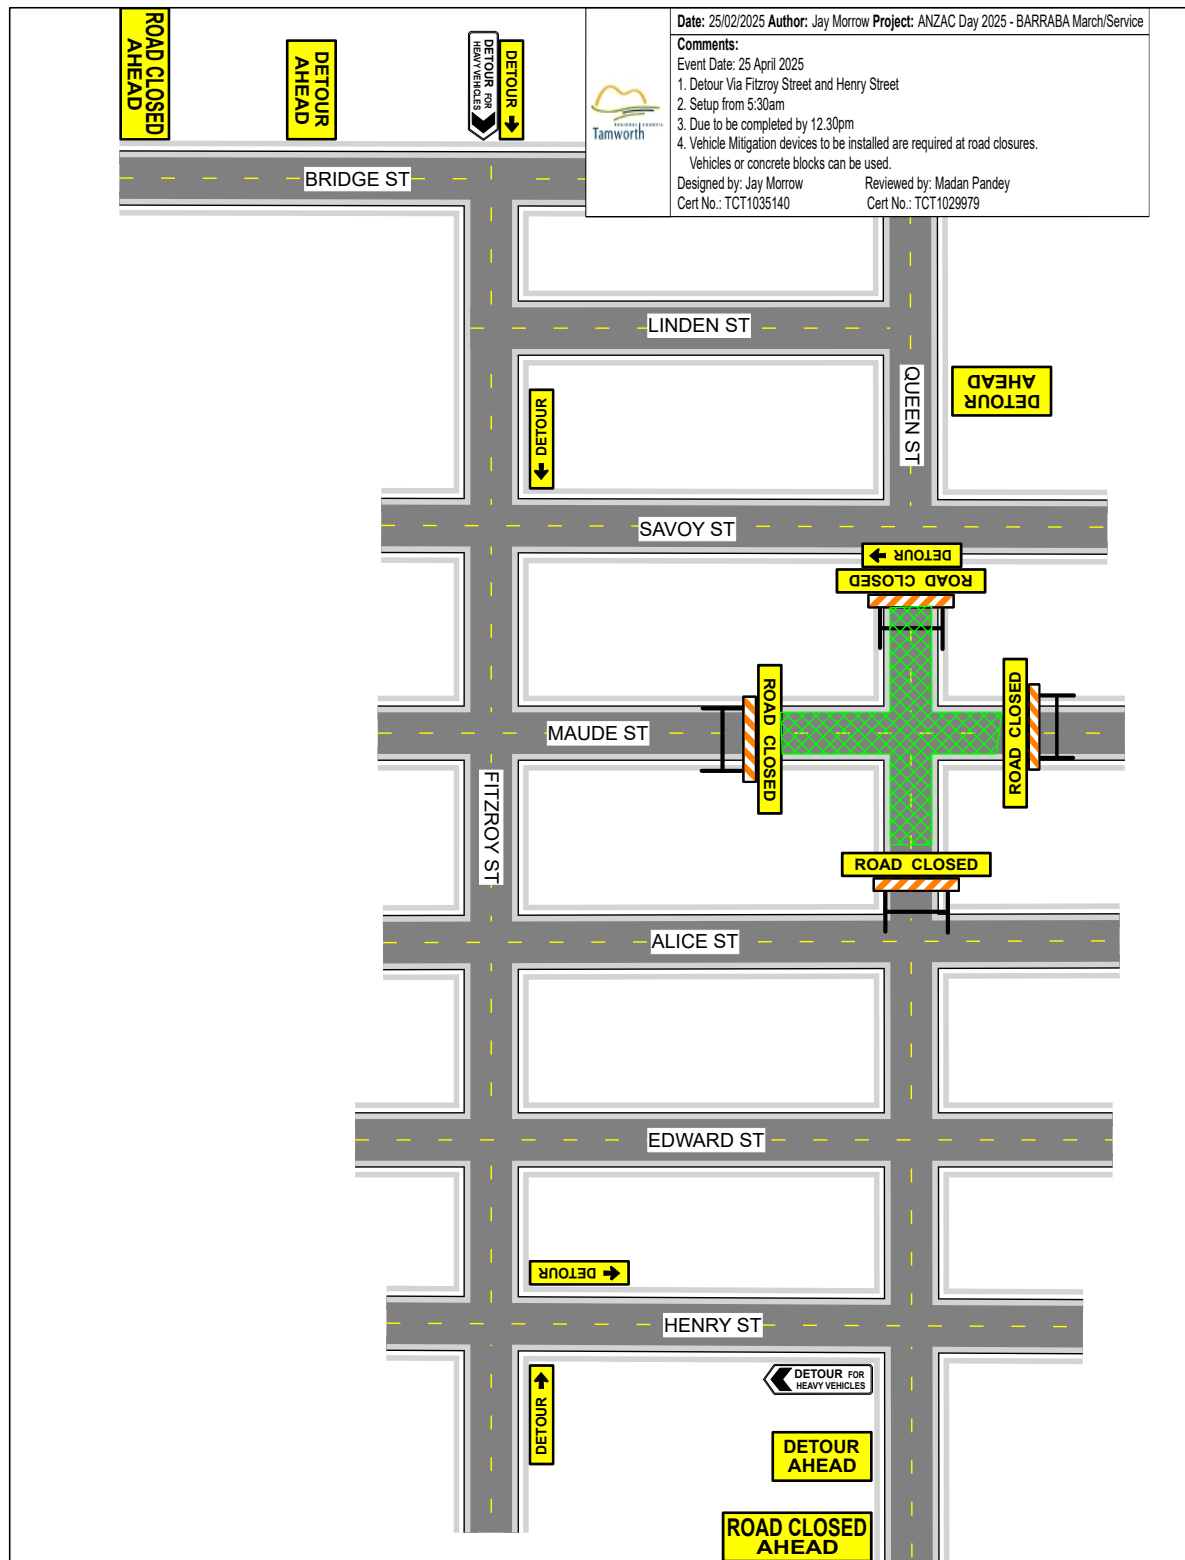 Date: 25/02/2025 Author: Jay Morrow Project: ANZAC Day 2025 - BARRABA March/Service
Comments:
Event Date: 25 April 2025
1. Detour Via Fitzroy Street and Henry Street
2. Setup from 5:30am
3. Due to be completed by 12.30pm
4. Vehicle Mitigation devices to be installed are required at road closures.
Vehicles or concrete blocks can be used.
Designed by: Jay Morrow Reviewed by: Madan Pandey
Cert No.: TCT1035140 Cert No.: TCT1029979
REGIONAL COUNCIL
Tamworth
ROAD CLOSED
AHEAD
DETOUR
AHEAD
DETOUR FOR
HEAVY VEHICLES
DETOUR
BRIDGE ST
LINDEN ST
QUEEN ST
DETOUR
AHEAD
DETOUR
SAVOY ST
DETOUR
ROAD CLOSED
ROAD CLOSED
ROAD CLOSED
MAUDE ST
FITZROY ST
ROAD CLOSED
ALICE ST
EDWARD ST
DETOUR
HENRY ST
DETOUR
DETOUR FOR
HEAVY VEHICLES
DETOUR
AHEAD
ROAD CLOSED
AHEAD